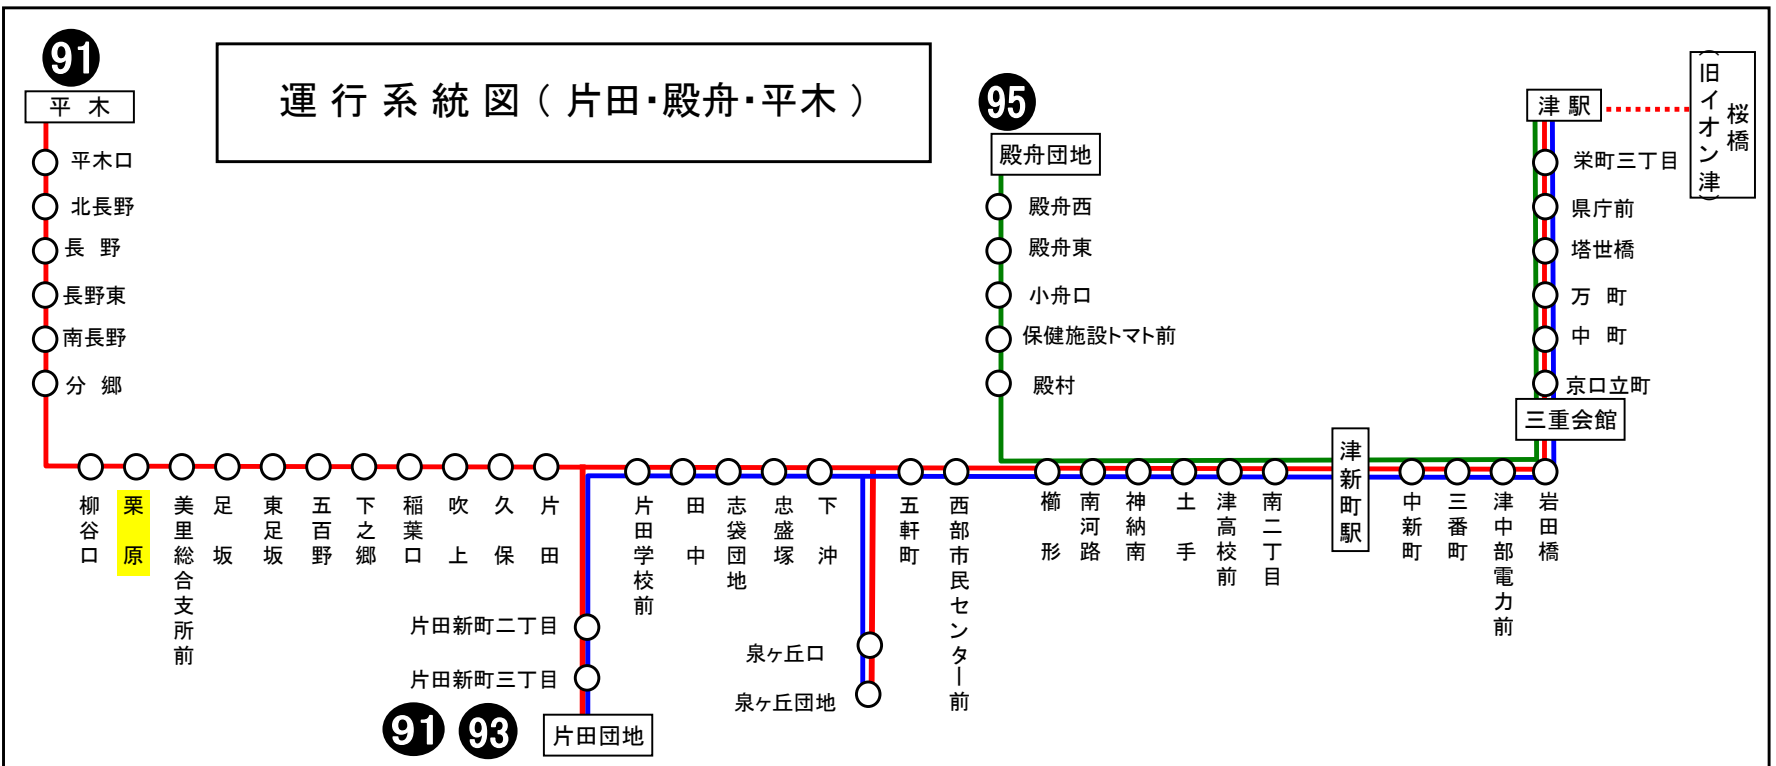 91
平木
運行系統図(片田・殿舟・平木)
95
殿舟団地
津駅
桜橋
(旧イオン津)
平木口
北長野
長野
長野東
南長野
分郷
殿舟西
殿舟東
小舟口
保健施設トマト前
殿村
栄町三丁目
県庁前
塔世橋
万町
中町
京口立町
三重会館
柳谷口
栗原
美里総合支所前
足坂
東足坂
五百野
下之郷
稲葉口
吹上
久保
片田
片田学校前
田中
志袋団地
忠盛塚
下沖
五軒町
西部市民センター前
櫛形
南河路
神納南
土手
津高校前
南二丁目
津新町駅
中新町
三番町
津中部電力前
岩田橋
片田新町二丁目
片田新町三丁目
91
93
片田団地
泉ヶ丘口
泉ヶ丘団地